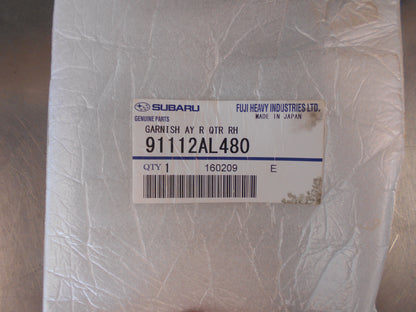 SUBARU FUJI HEAVY INDUSTRIES LTD.
GENUINE PARTS MADE IN JAPAN
GARNISH AY R QTR RH
91112AL480
QTY 1 160209 E